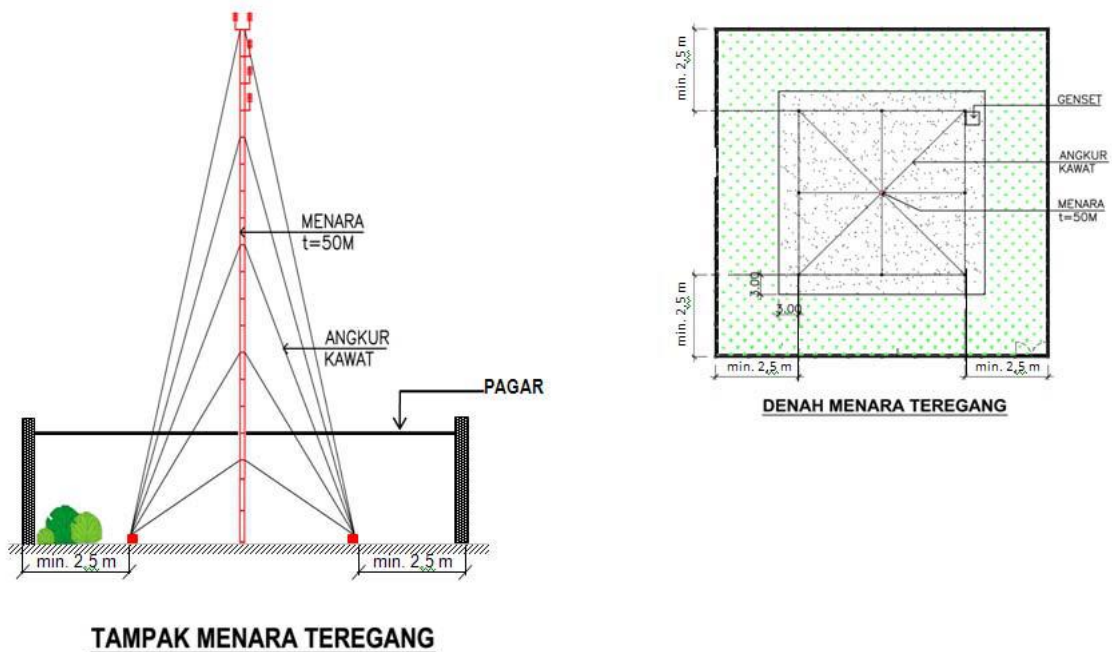 MENARA
t=50M
ANGKUR
KAWAT
PAGAR
min. 2,5 m
min. 2,5 m
TAMPAK MENARA TEREGANG
min. 2,5 m
GENSET
ANGKUR
KAWAT
MENARA
t=50M
min. 2,5 m
3.00
3.00
min. 2,5 m
min. 2,5 m
DENAH MENARA TEREGANG